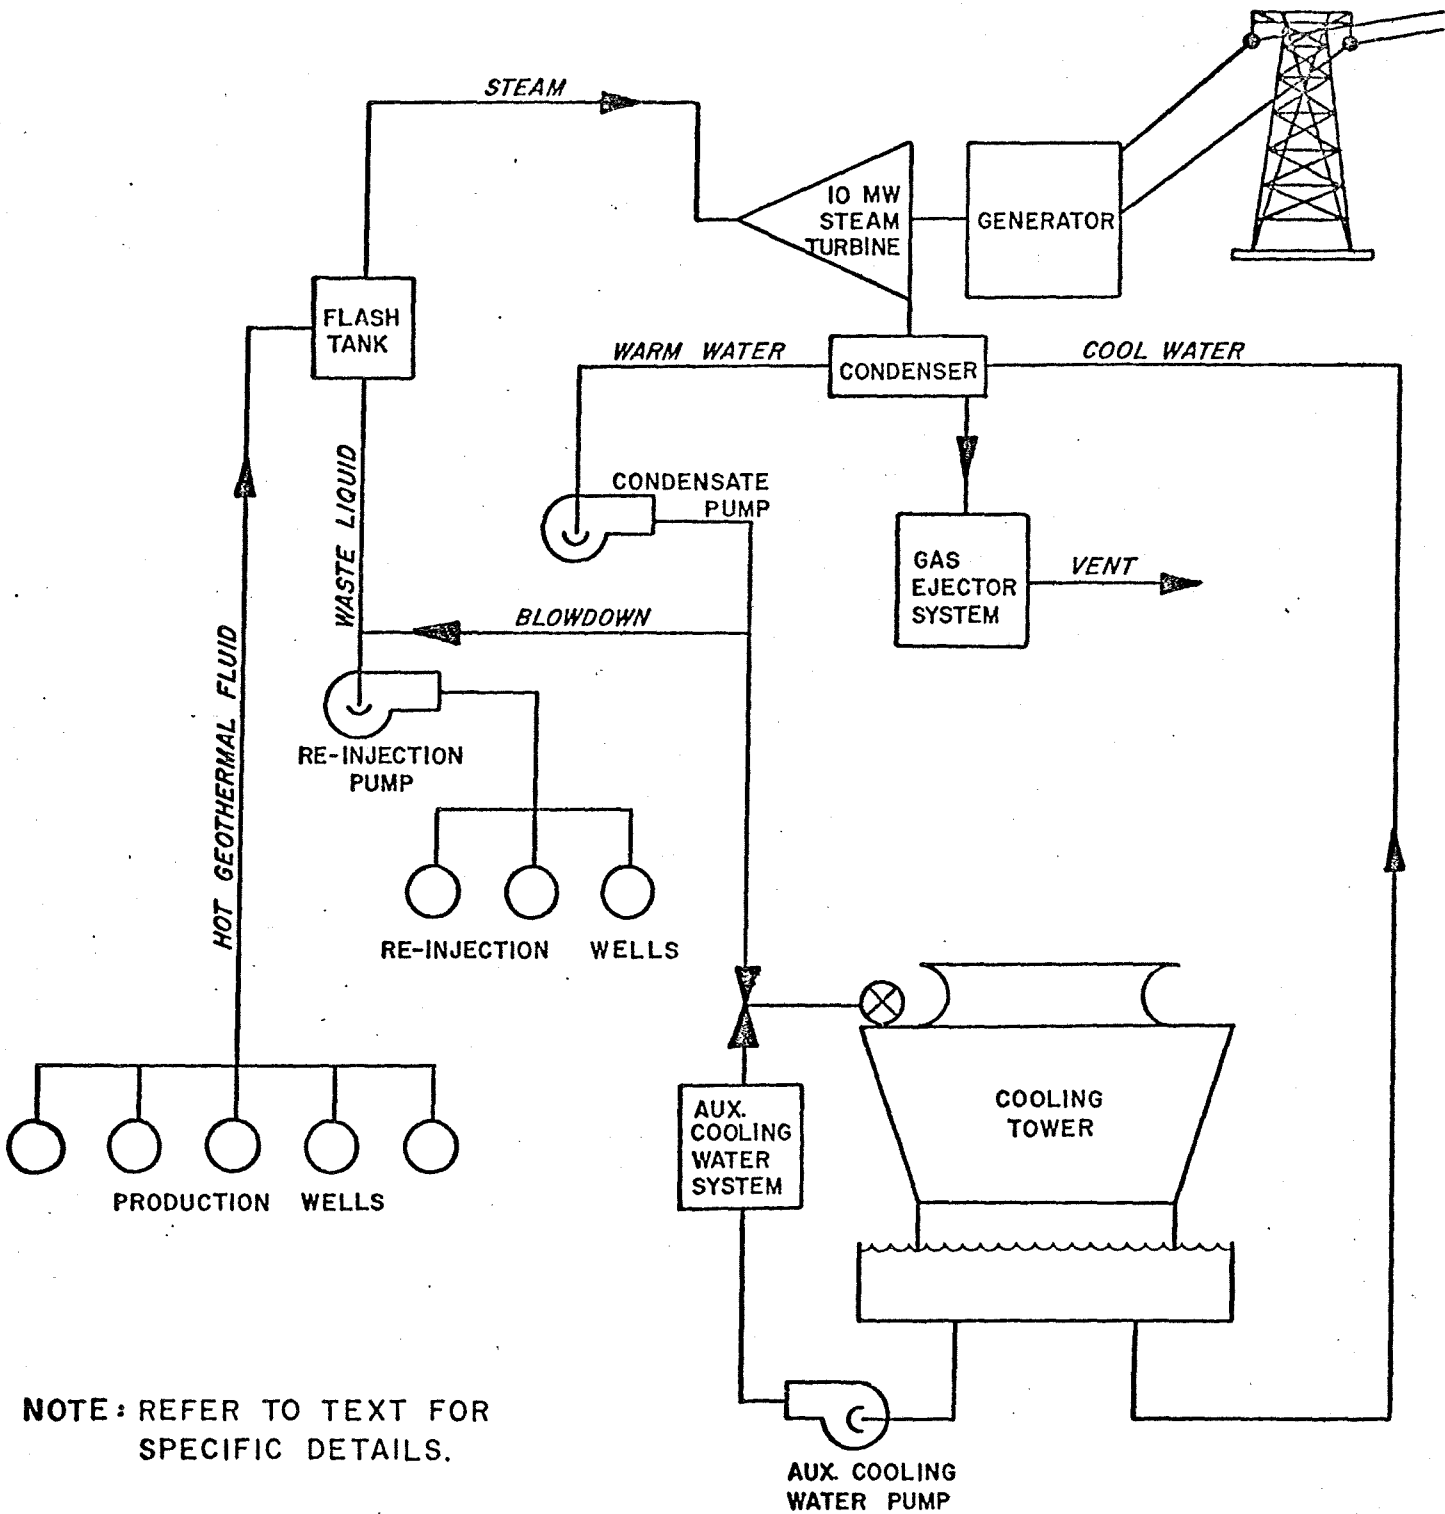 STEAM
10 MW
STEAM
TURBINE
GENERATOR
FLASH
TANK
WARM WATER
CONDENSER
COOL WATER
WASTE LIQUID
CONDENSATE
PUMP
GAS
EJECTOR
SYSTEM
VENT
BLOWDOWN
HOT GEOTHERMAL FLUID
RE-INJECTION
PUMP
RE-INJECTION WELLS
COOLING
TOWER
AUX.
COOLING
WATER
SYSTEM
PRODUCTION WELLS
NOTE: REFER TO TEXT FOR
SPECIFIC DETAILS.
AUX. COOLING
WATER PUMP